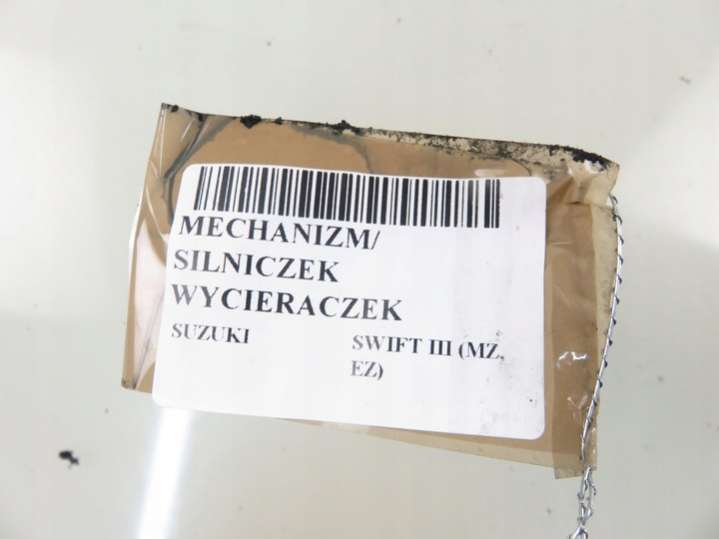 MECHANIZM/
SILNICZEK
WYCIERACZEK
SUZUKI SWIFT III (MZ,
EZ)